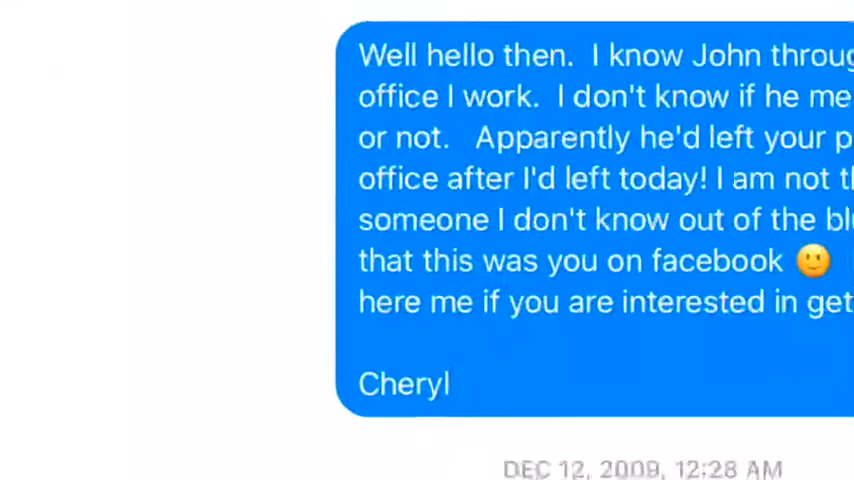 Well hello then.  I know John throug
office I work.  I don't know if he me
or not.   Apparently he'd left your p
office after I'd left today! I am not t
someone I don't know out of the bl
that this was you on facebook 🙂
here me if you are interested in get
Cheryl
DEC 12, 2009, 12:28 AM